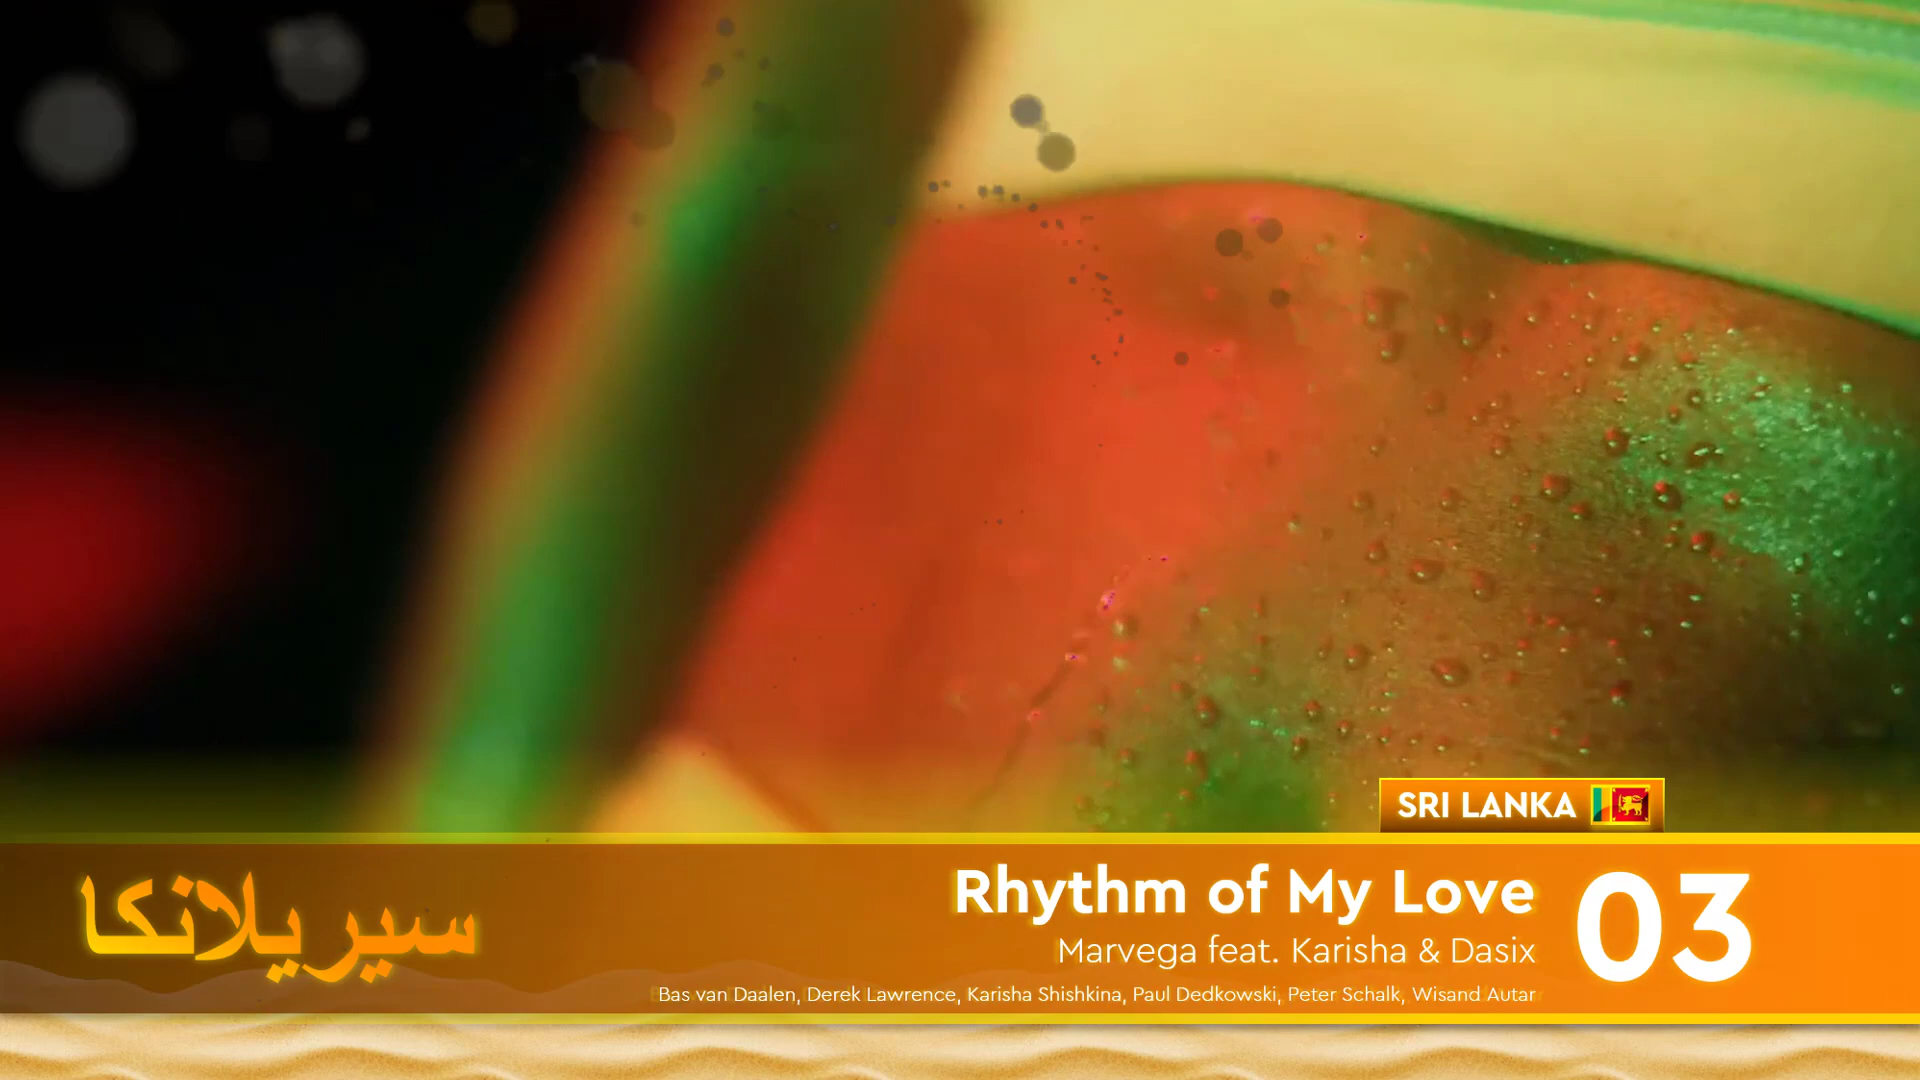 SRI LANKA
سيريلانكا
Rhythm of My Love
03
Marvega feat. Karisha & Dasix
Bas van Daalen, Derek Lawrence, Karisha Shishkina, Paul Dedkowski, Peter Schalk, Wisand Autar